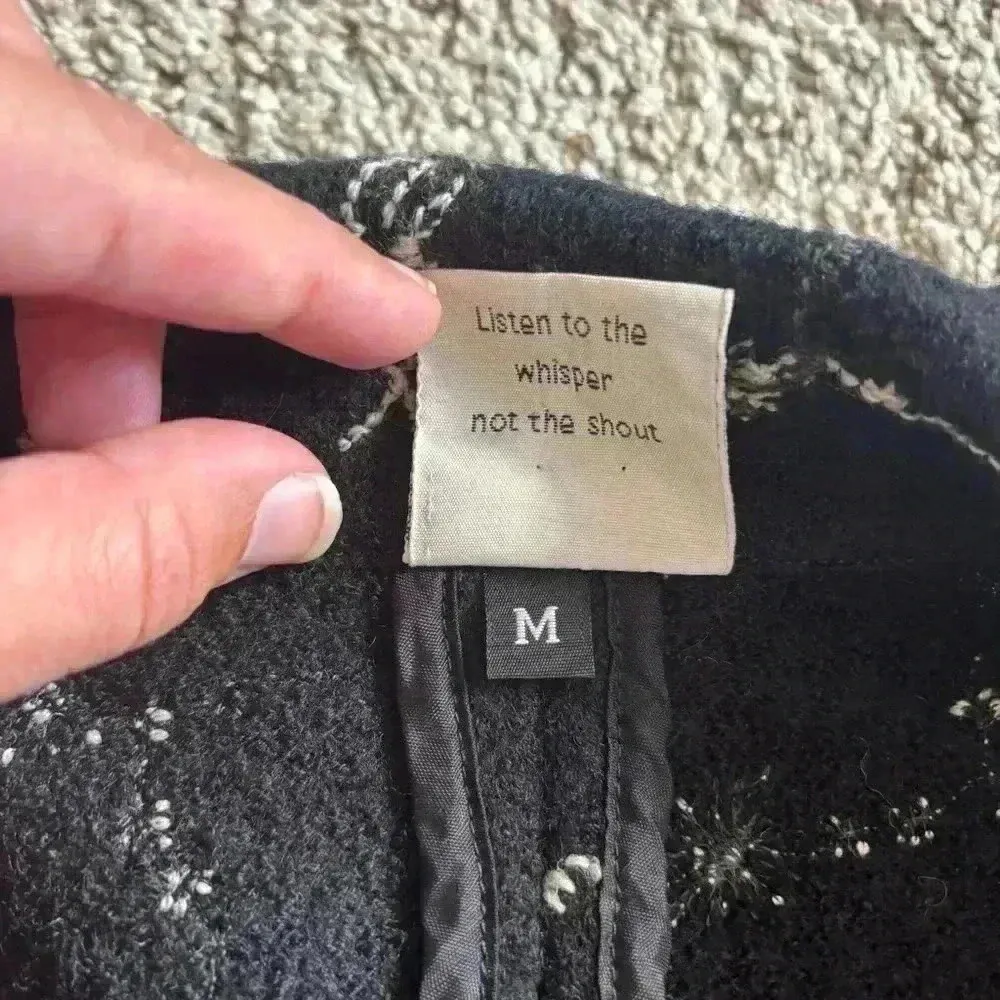 Listen to the
whisper
not the shout
M